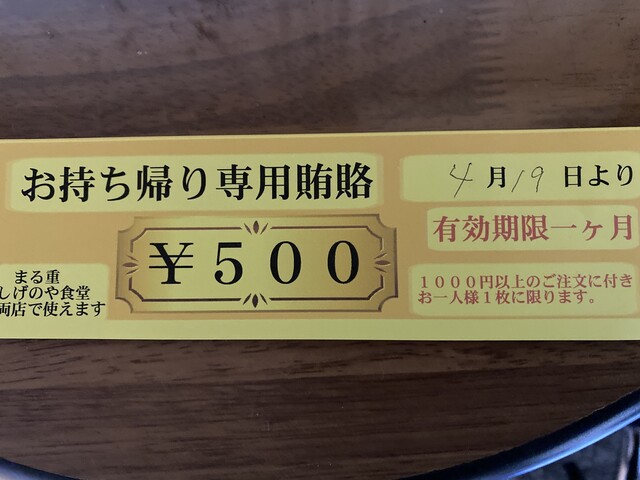 お持ち帰り専用賄賂
4月19日より
￥500
有効期限一ヶ月
まる重
しげのや食堂
両店で使えます
1000円以上のご注文に付き
お一人様1枚に限ります。